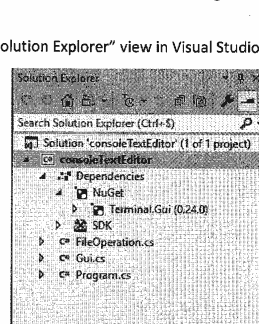 olution Explorer” view in Visual Studio
Solution Explorer
Search Solution Explorer (Ctrl+$)
Solution 'consoleTextEditor' (1 of 1 project)
C# consoleTextEditor
Dependencies
NuGet
Terminal.Gui (0.24.0)
SDK
C# FileOperation.cs
C# Gui.cs
C# Program.cs